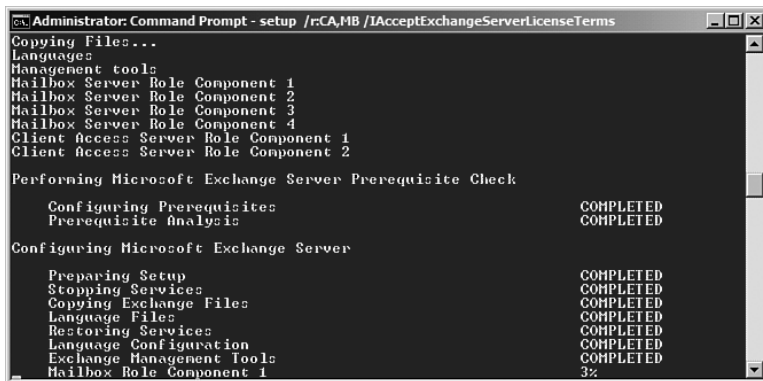 Administrator: Command Prompt - setup /r:CA,MB /IAcceptExchangeServerLicenseTerms
Copying Files...
Languages
Management tools
Mailbox Server Role Component 1
Mailbox Server Role Component 2
Mailbox Server Role Component 3
Mailbox Server Role Component 4
Client Access Server Role Component 1
Client Access Server Role Component 2
Performing Microsoft Exchange Server Prerequisite Check
Configuring Prerequisites COMPLETED
Prerequisite Analysis COMPLETED
Configuring Microsoft Exchange Server
Preparing Setup COMPLETED
Stopping Services COMPLETED
Copying Exchange Files COMPLETED
Language Files COMPLETED
Restoring Services COMPLETED
Language Configuration COMPLETED
Exchange Management Tools COMPLETED
Mailbox Role Component 1 3%